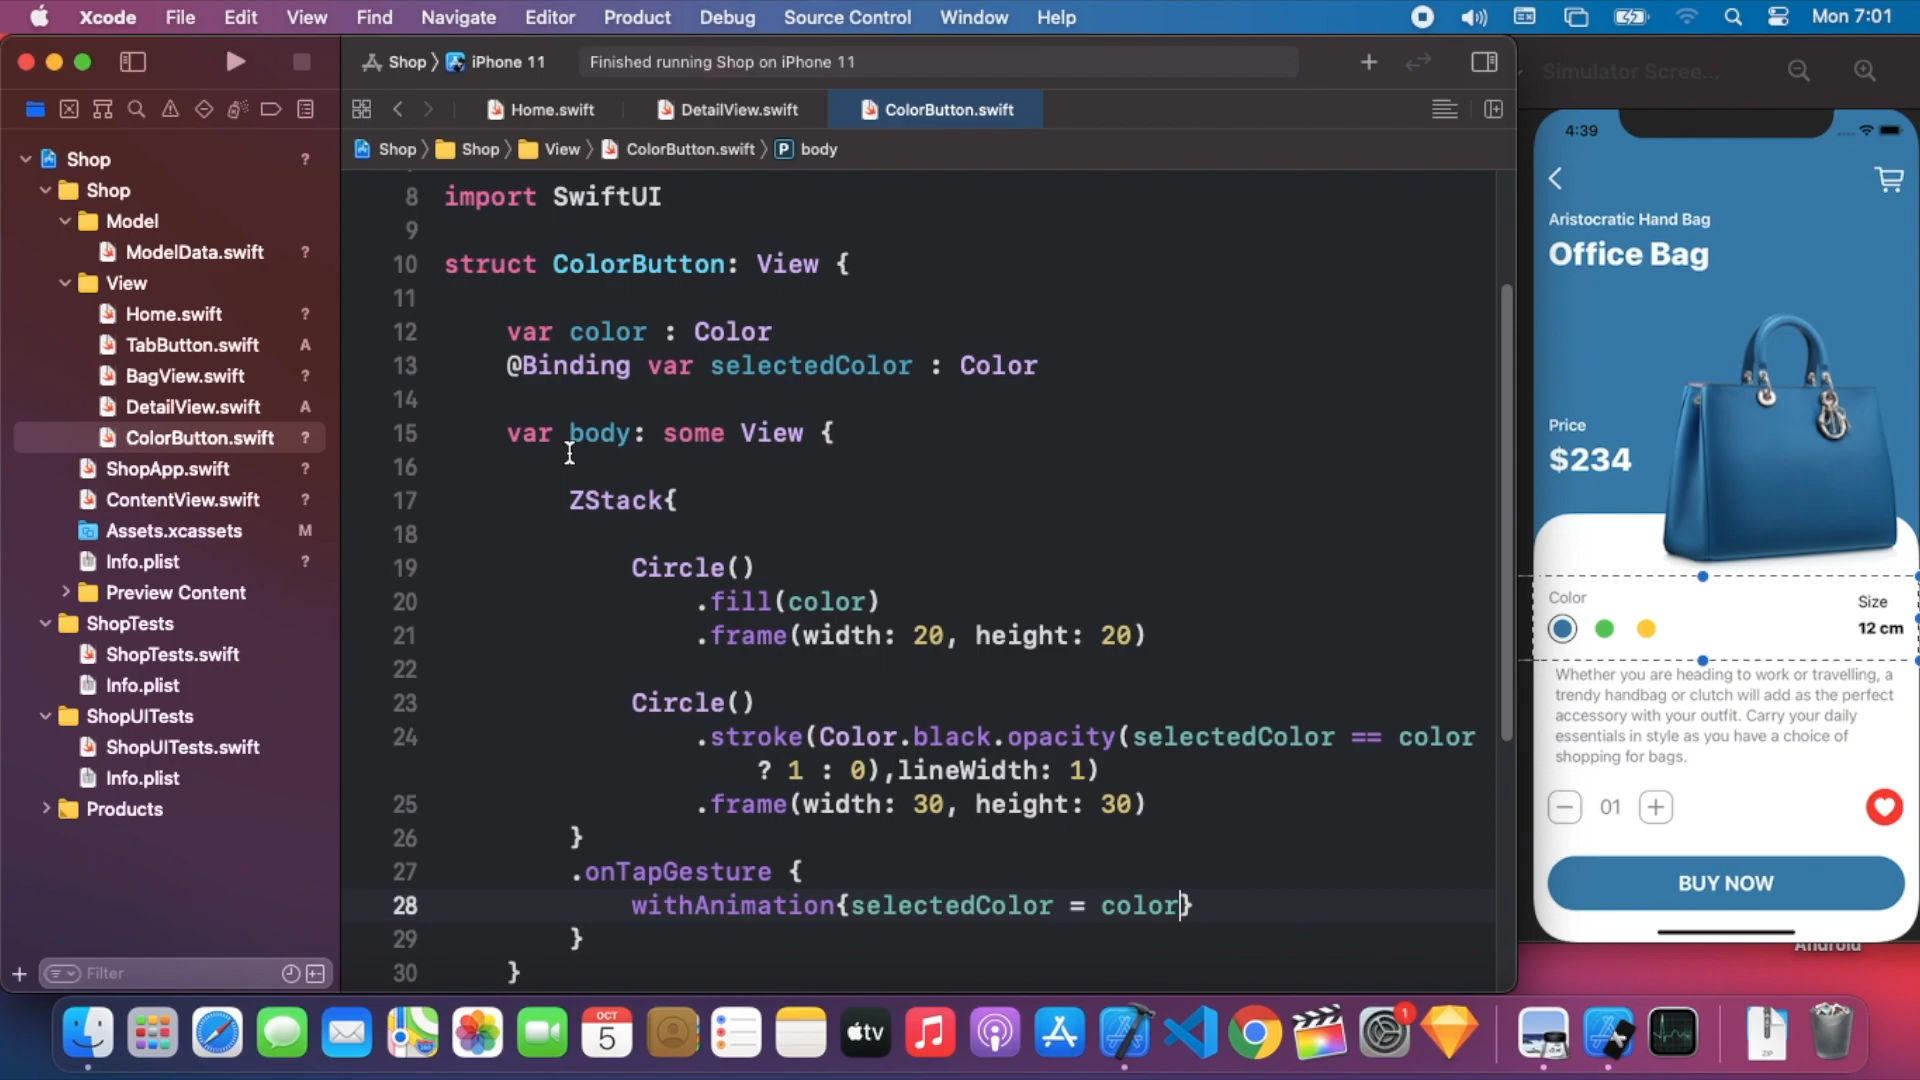 Xcode File Edit View Find Navigate Editor Product Debug Source Control Window Help Mon 7:01
Shop iPhone 11 Finished running Shop on iPhone 11
Home.swift DetailView.swift ColorButton.swift
Shop Shop View ColorButton.swift P body
Shop ?
Shop
Model
ModelData.swift ?
View
Home.swift ?
TabButton.swift A
BagView.swift ?
DetailView.swift A
ColorButton.swift ?
ShopApp.swift ?
ContentView.swift ?
Assets.xcassets M
Info.plist ?
Preview Content
ShopTests
ShopTests.swift
Info.plist
ShopUITests
ShopUITests.swift
Info.plist
Products
Filter
8 import SwiftUI
9
10 struct ColorButton: View {
11
12 var color : Color
13 @Binding var selectedColor : Color
14
15 var body: some View {
16
17 ZStack{
18
19 Circle()
20 .fill(color)
21 .frame(width: 20, height: 20)
22
23 Circle()
24 .stroke(Color.black.opacity(selectedColor == color
? 1 : 0),lineWidth: 1)
25 .frame(width: 30, height: 30)
26 }
27 .onTapGesture {
28 withAnimation{selectedColor = color}
29 }
30 }
Simulator Scree...
4:39
Aristocratic Hand Bag
Office Bag
Price
$234
Color
Size
12 cm
Whether you are heading to work or travelling, a
trendy handbag or clutch will add as the perfect
accessory with your outfit. Carry your daily
essentials in style as you have a choice of
shopping for bags.
01
BUY NOW
Android
OCT
5
tv
1
ZIP